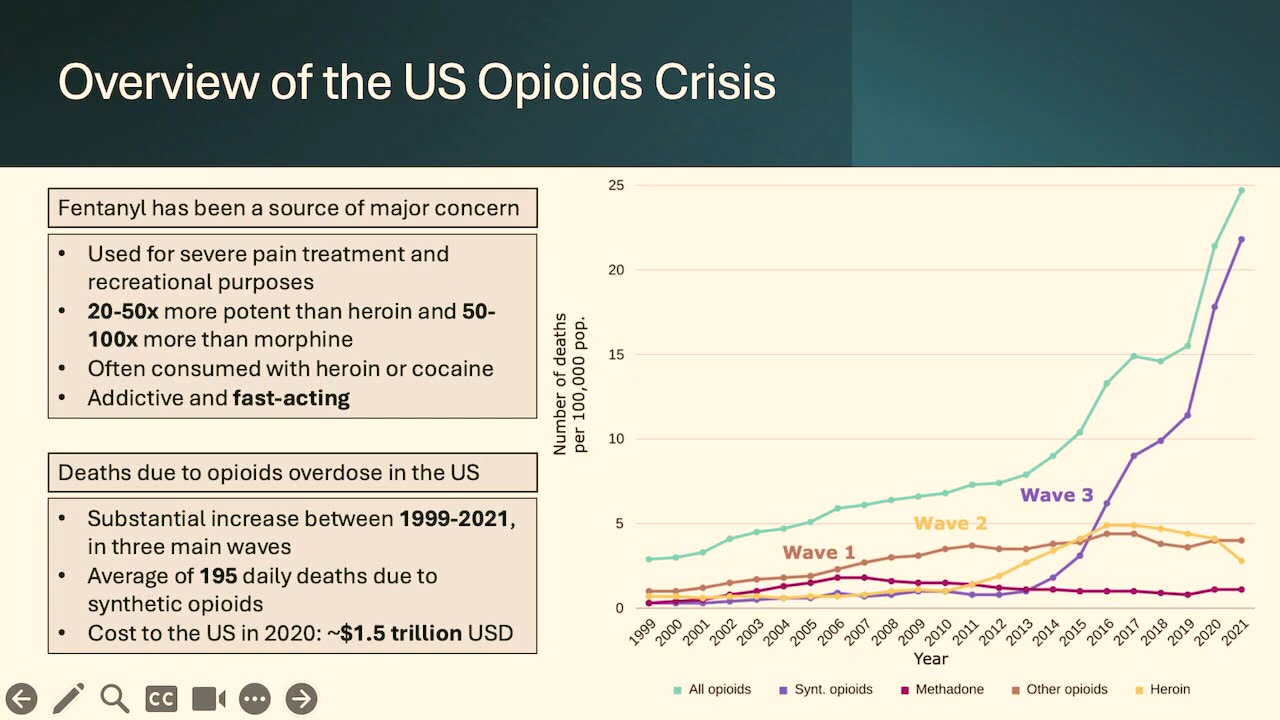 Overview of the US Opioids Crisis
Fentanyl has been a source of major concern
• Used for severe pain treatment and
recreational purposes
• 20-50x more potent than heroin and 50-
100x more than morphine
• Often consumed with heroin or cocaine
• Addictive and fast-acting
Deaths due to opioids overdose in the US
• Substantial increase between 1999-2021,
in three main waves
• Average of 195 daily deaths due to
synthetic opioids
• Cost to the US in 2020: ~$1.5 trillion USD
Number of deaths
per 100,000 pop.
25
20
15
10
5
0
Wave 1
Wave 2
Wave 3
1999 2000 2001 2002 2003 2004 2005 2006 2007 2008 2009 2010 2011 2012 2013 2014 2015 2016 2017 2018 2019 2020 2021
Year
All opioids Synt. opioids Methadone Other opioids Heroin
CC